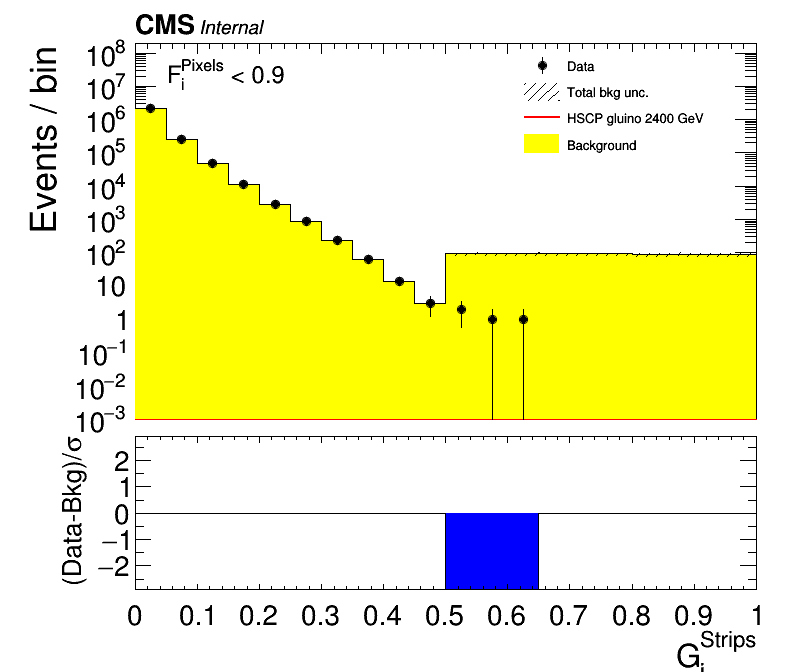 CMS Internal
F_i^Pixels < 0.9
Data
Total bkg unc.
HSCP gluino 2400 GeV
Background
Events / bin
10^8
10^7
10^6
10^5
10^4
10^3
10^2
10
1
10^−1
10^−2
10^−3
(Data-Bkg)/σ
2
1
0
−1
−2
0 0.1 0.2 0.3 0.4 0.5 0.6 0.7 0.8 0.9 1
G_i^Strips